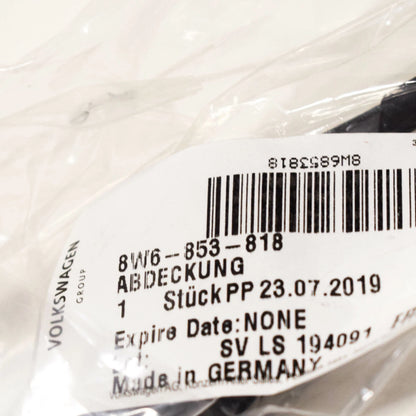 8W6853818
8W6-853-818
ABDECKUNG
1 Stück PP 23.07.2019
Expire Date: NONE
SV LS 194091
Made in GERMANY
VOLKSWAGEN
GROUP